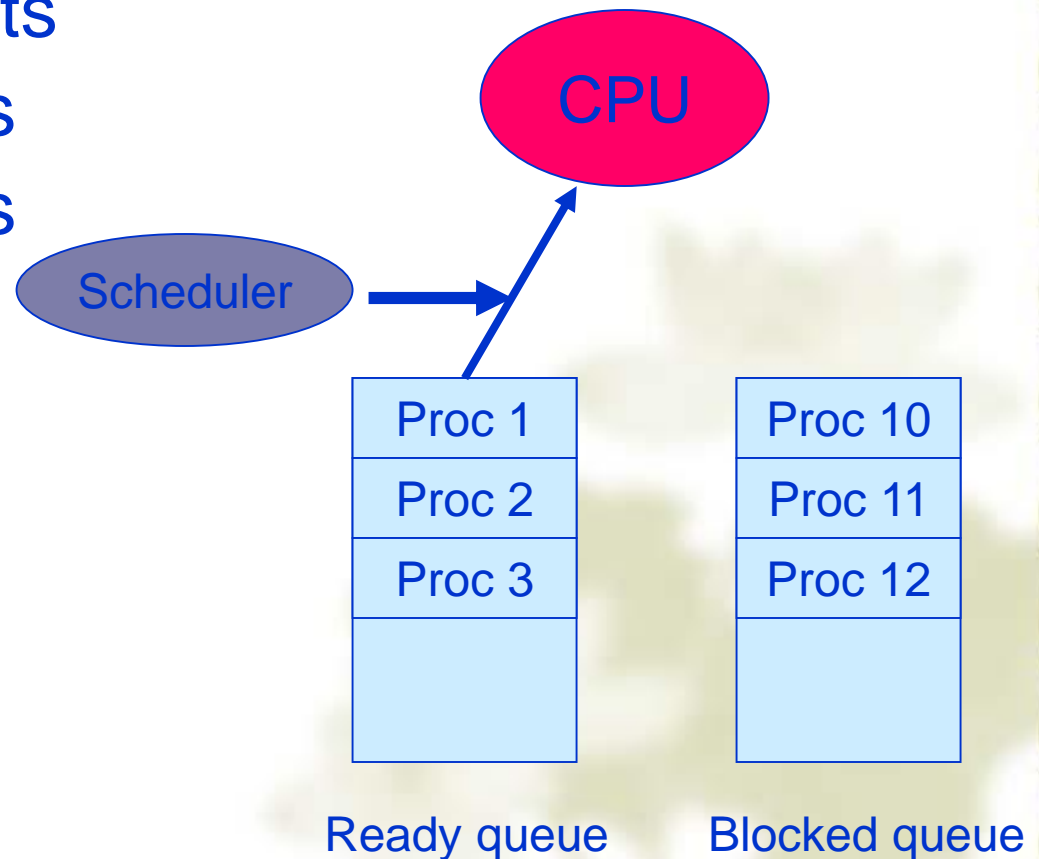 CPU
Scheduler
Proc 1
Proc 2
Proc 3
Proc 10
Proc 11
Proc 12
Ready queue
Blocked queue